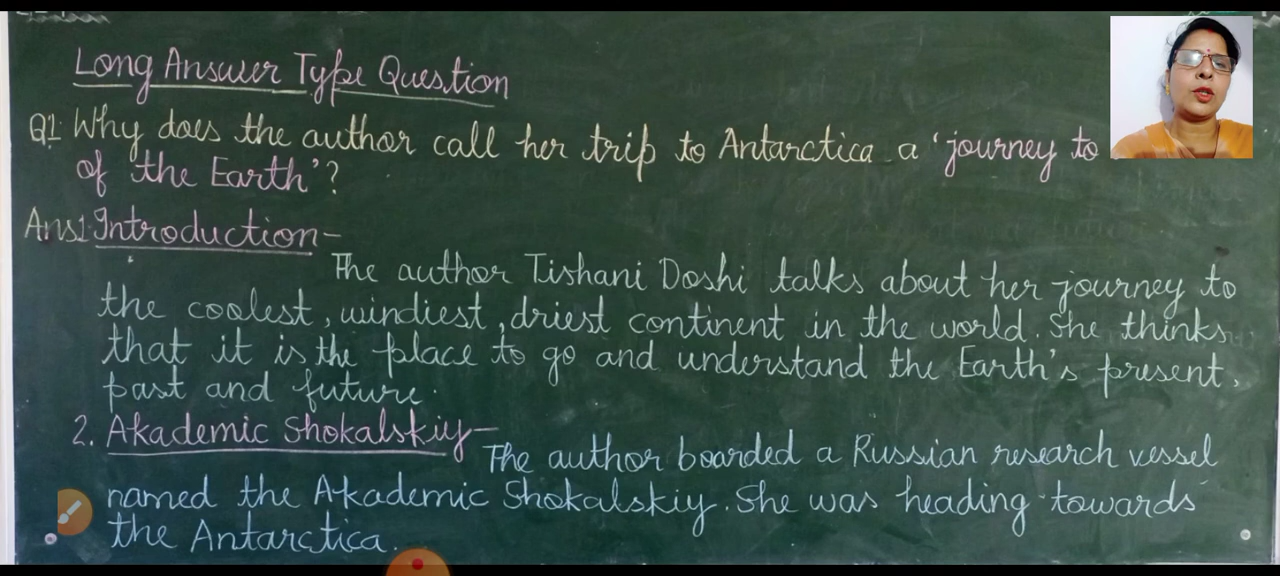 Long Answer Type Question
Q1. Why does the author call her trip to Antarctica a 'journey to
of the Earth'?
Ans1 Introduction-
The author Tishani Doshi talks about her journey to
the coolest, windiest, driest continent in the world. She thinks
that it is the place to go and understand the Earth's present,
past and future.
2. Akademic Shokalskiy-
The author boarded a Russian research vessel
named the Akademic Shokalskiy. She was heading towards
the Antarctica.